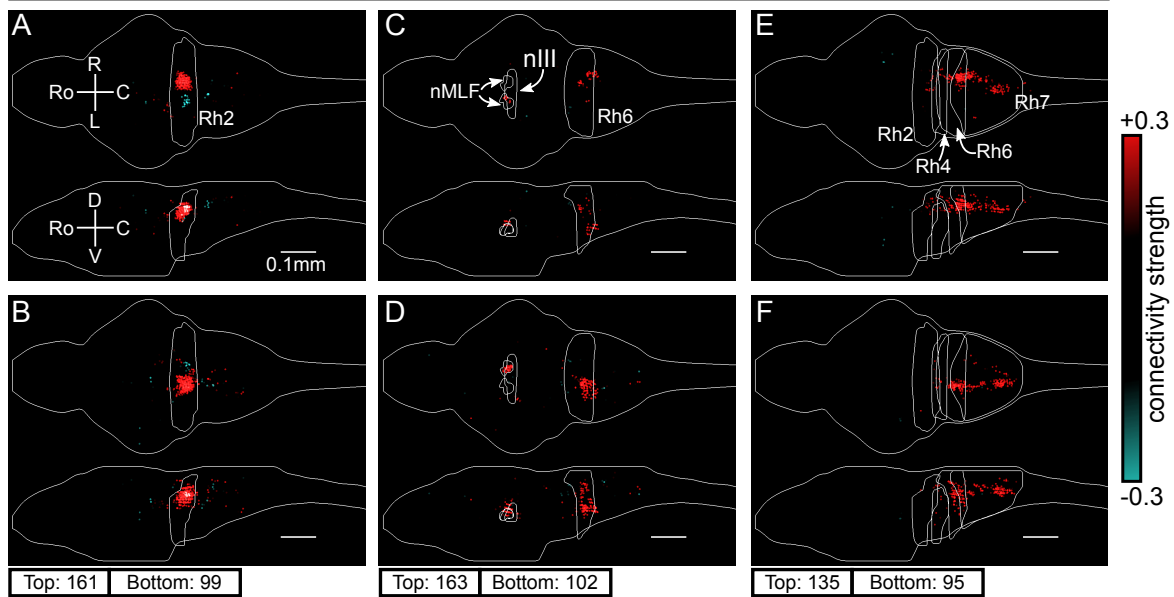 A
R
Ro
C
L
Rh2
D
Ro
C
V
0.1mm
C
nIII
nMLF
Rh6
E
Rh7
Rh2
Rh6
Rh4
+0.3
connectivity strength
-0.3
B
D
F
Top: 161
Bottom: 99
Top: 163
Bottom: 102
Top: 135
Bottom: 95